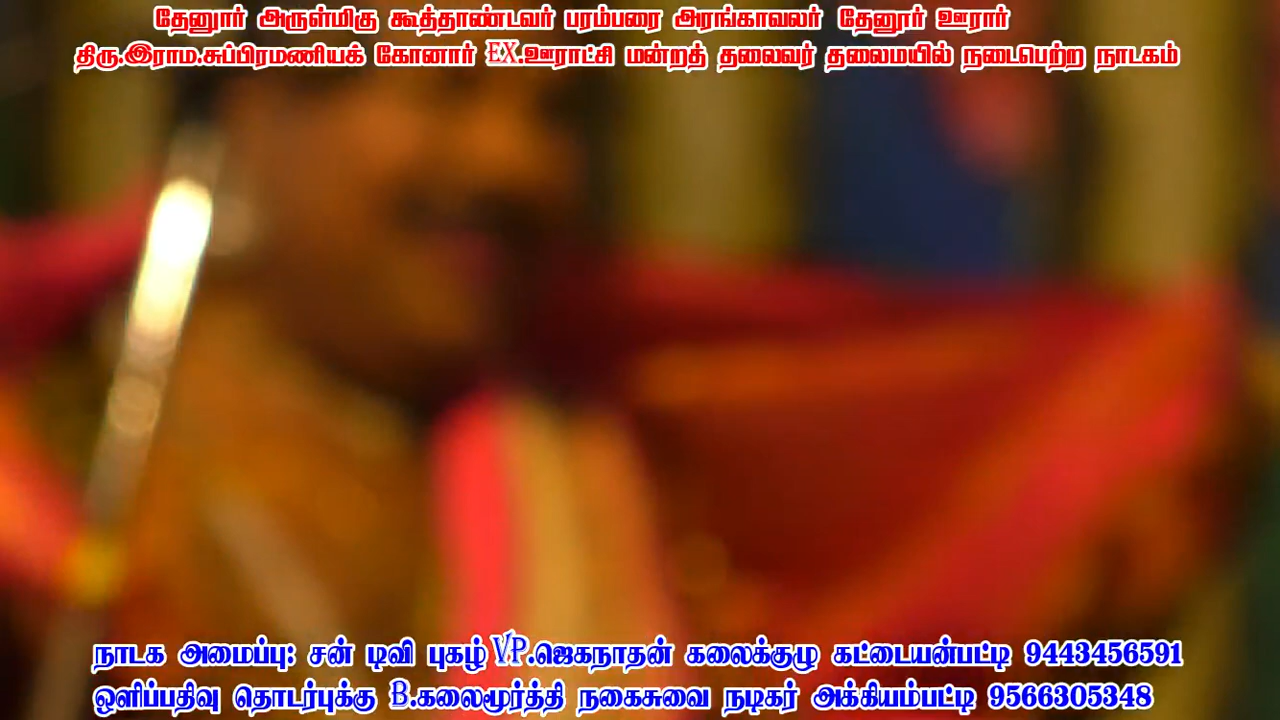 தேனூர் அருள்மிகு கூத்தாண்டவர் பரம்பரை அரங்காவலர் தேனூர் ஊரார்
திரு.இராம.சுப்பிரமணியக் கோனார் EX.ஊராட்சி மன்றத் தலைவர் தலைமயில் நடைபெற்ற நாடகம்
நாடக அமைப்பு: சன் டிவி புகழ் VP.ஜெகநாதன் கலைக்குழு கட்டையன்பட்டி 9443456591
ஒளிப்பதிவு தொடர்புக்கு B.கலைமூர்த்தி நகைசுவை நடிகர் அக்கியம்பட்டி 9566305348